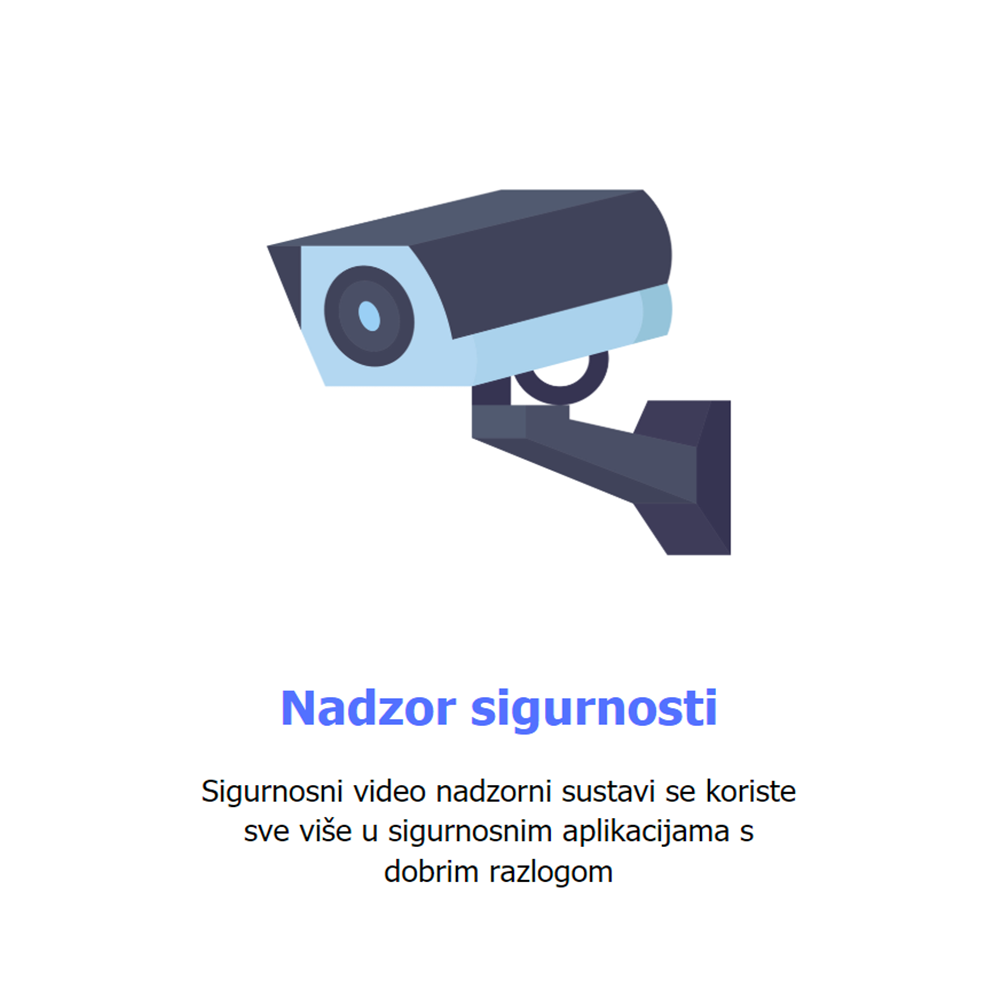 Nadzor sigurnosti
Sigurnosni video nadzorni sustavi se koriste
sve više u sigurnosnim aplikacijama s
dobrim razlogom